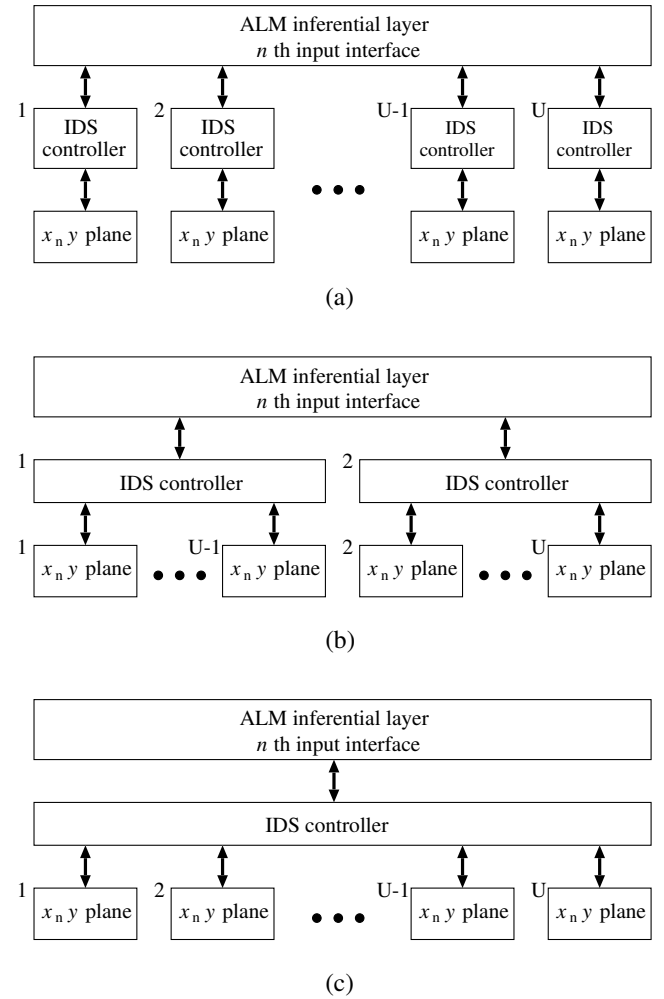 ALM inferential layer
n th input interface
1 2 U-1 U
IDS IDS IDS IDS
controller controller controller controller
x n y plane x n y plane x n y plane x n y plane
(a)
ALM inferential layer
n th input interface
1 2
IDS controller IDS controller
1 U-1 2 U
x n y plane x n y plane x n y plane x n y plane
(b)
ALM inferential layer
n th input interface
IDS controller
1 2 U-1 U
x n y plane x n y plane x n y plane x n y plane
(c)